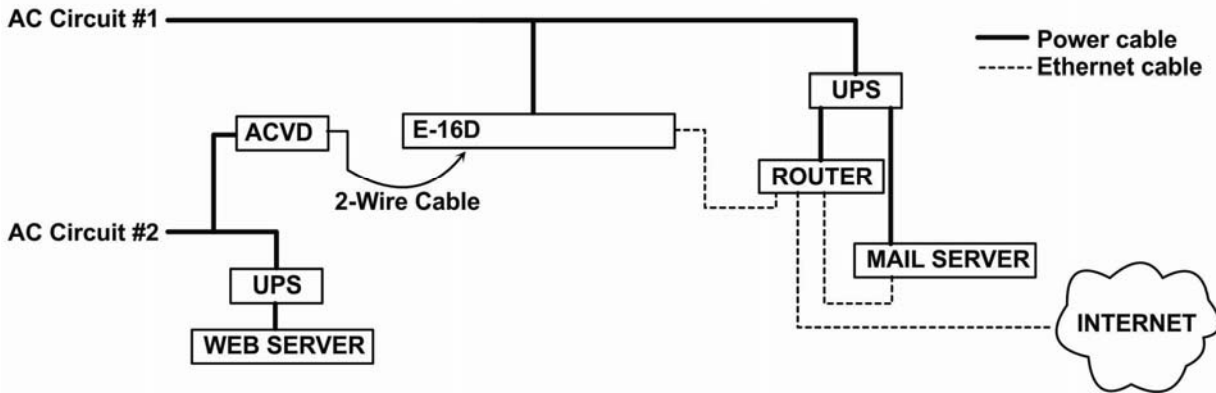 AC Circuit #1
Power cable
Ethernet cable
UPS
ACVD
E-16D
2-Wire Cable
ROUTER
AC Circuit #2
MAIL SERVER
UPS
INTERNET
WEB SERVER